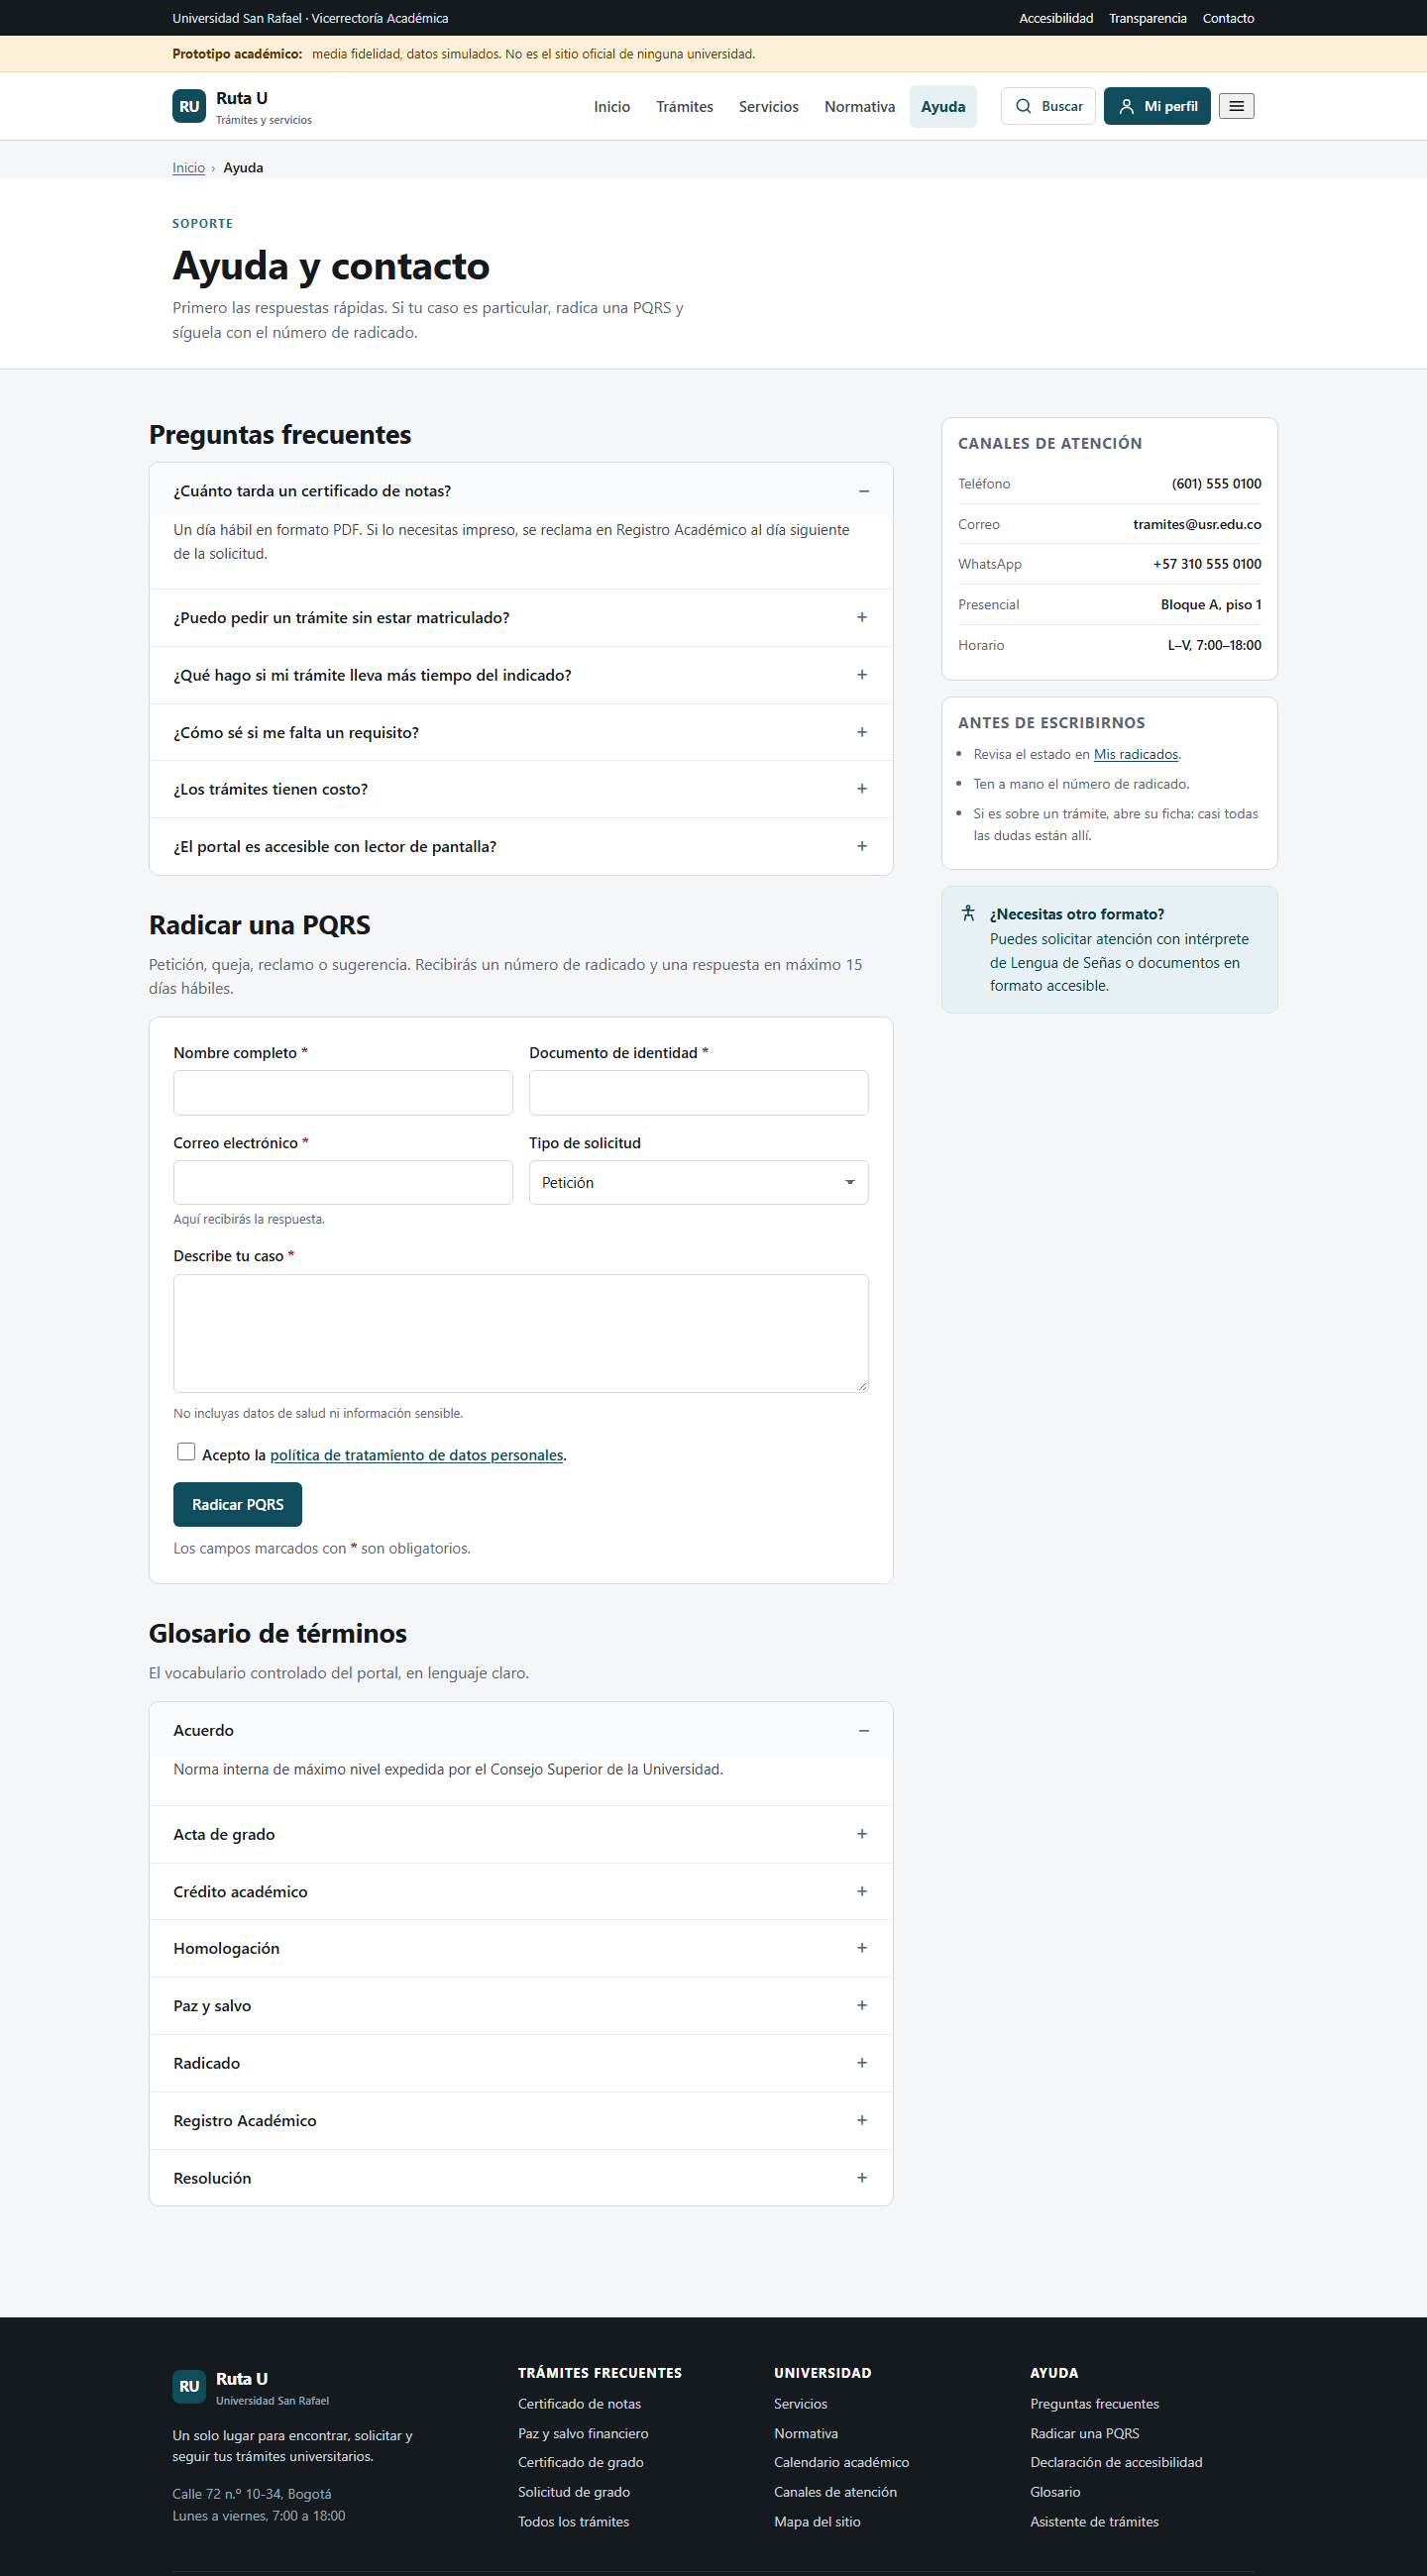 Universidad San Rafael · Vicerrectoría Académica
Accesibilidad Transparencia Contacto
Prototipo académico: media fidelidad, datos simulados. No es el sitio oficial de ninguna universidad.
RU
Ruta U
Trámites y servicios
Inicio Trámites Servicios Normativa Ayuda
Buscar
Mi perfil
Inicio › Ayuda
SOPORTE
Ayuda y contacto
Primero las respuestas rápidas. Si tu caso es particular, radica una PQRS y
síguela con el número de radicado.
Preguntas frecuentes
¿Cuánto tarda un certificado de notas? −
Un día hábil en formato PDF. Si lo necesitas impreso, se reclama en Registro Académico al día siguiente
de la solicitud.
¿Puedo pedir un trámite sin estar matriculado? +
¿Qué hago si mi trámite lleva más tiempo del indicado? +
¿Cómo sé si me falta un requisito? +
¿Los trámites tienen costo? +
¿El portal es accesible con lector de pantalla? +
Radicar una PQRS
Petición, queja, reclamo o sugerencia. Recibirás un número de radicado y una respuesta en máximo 15
días hábiles.
Nombre completo * Documento de identidad *
Correo electrónico * Tipo de solicitud
Petición
Aquí recibirás la respuesta.
Describe tu caso *
No incluyas datos de salud ni información sensible.
Acepto la política de tratamiento de datos personales.
Radicar PQRS
Los campos marcados con * son obligatorios.
Glosario de términos
El vocabulario controlado del portal, en lenguaje claro.
Acuerdo −
Norma interna de máximo nivel expedida por el Consejo Superior de la Universidad.
Acta de grado +
Crédito académico +
Homologación +
Paz y salvo +
Radicado +
Registro Académico +
Resolución +
CANALES DE ATENCIÓN
Teléfono (601) 555 0100
Correo tramites@usr.edu.co
WhatsApp +57 310 555 0100
Presencial Bloque A, piso 1
Horario L–V, 7:00–18:00
ANTES DE ESCRIBIRNOS
• Revisa el estado en Mis radicados.
• Ten a mano el número de radicado.
• Si es sobre un trámite, abre su ficha: casi todas
las dudas están allí.
¿Necesitas otro formato?
Puedes solicitar atención con intérprete
de Lengua de Señas o documentos en
formato accesible.
RU
Ruta U
Universidad San Rafael
Un solo lugar para encontrar, solicitar y
seguir tus trámites universitarios.
Calle 72 n.º 10-34, Bogotá
Lunes a viernes, 7:00 a 18:00
TRÁMITES FRECUENTES
Certificado de notas
Paz y salvo financiero
Certificado de grado
Solicitud de grado
Todos los trámites
UNIVERSIDAD
Servicios
Normativa
Calendario académico
Canales de atención
Mapa del sitio
AYUDA
Preguntas frecuentes
Radicar una PQRS
Declaración de accesibilidad
Glosario
Asistente de trámites